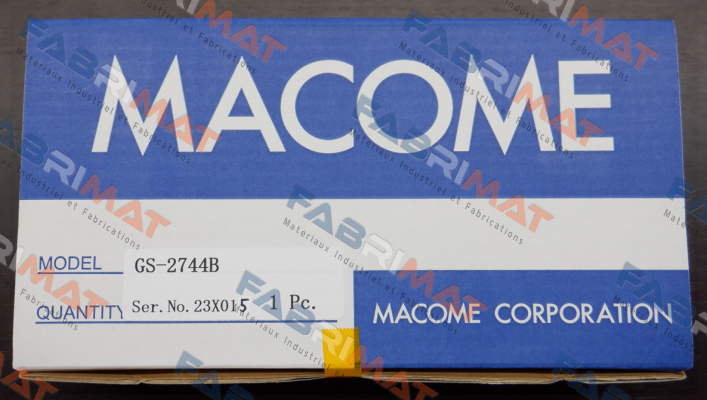 MACOME
MODEL GS-2744B
QUANTITY Ser.No.23X015 1 Pc.
MACOME CORPORATION
FABRIMAT
Materiaux Industriel et Fabrications